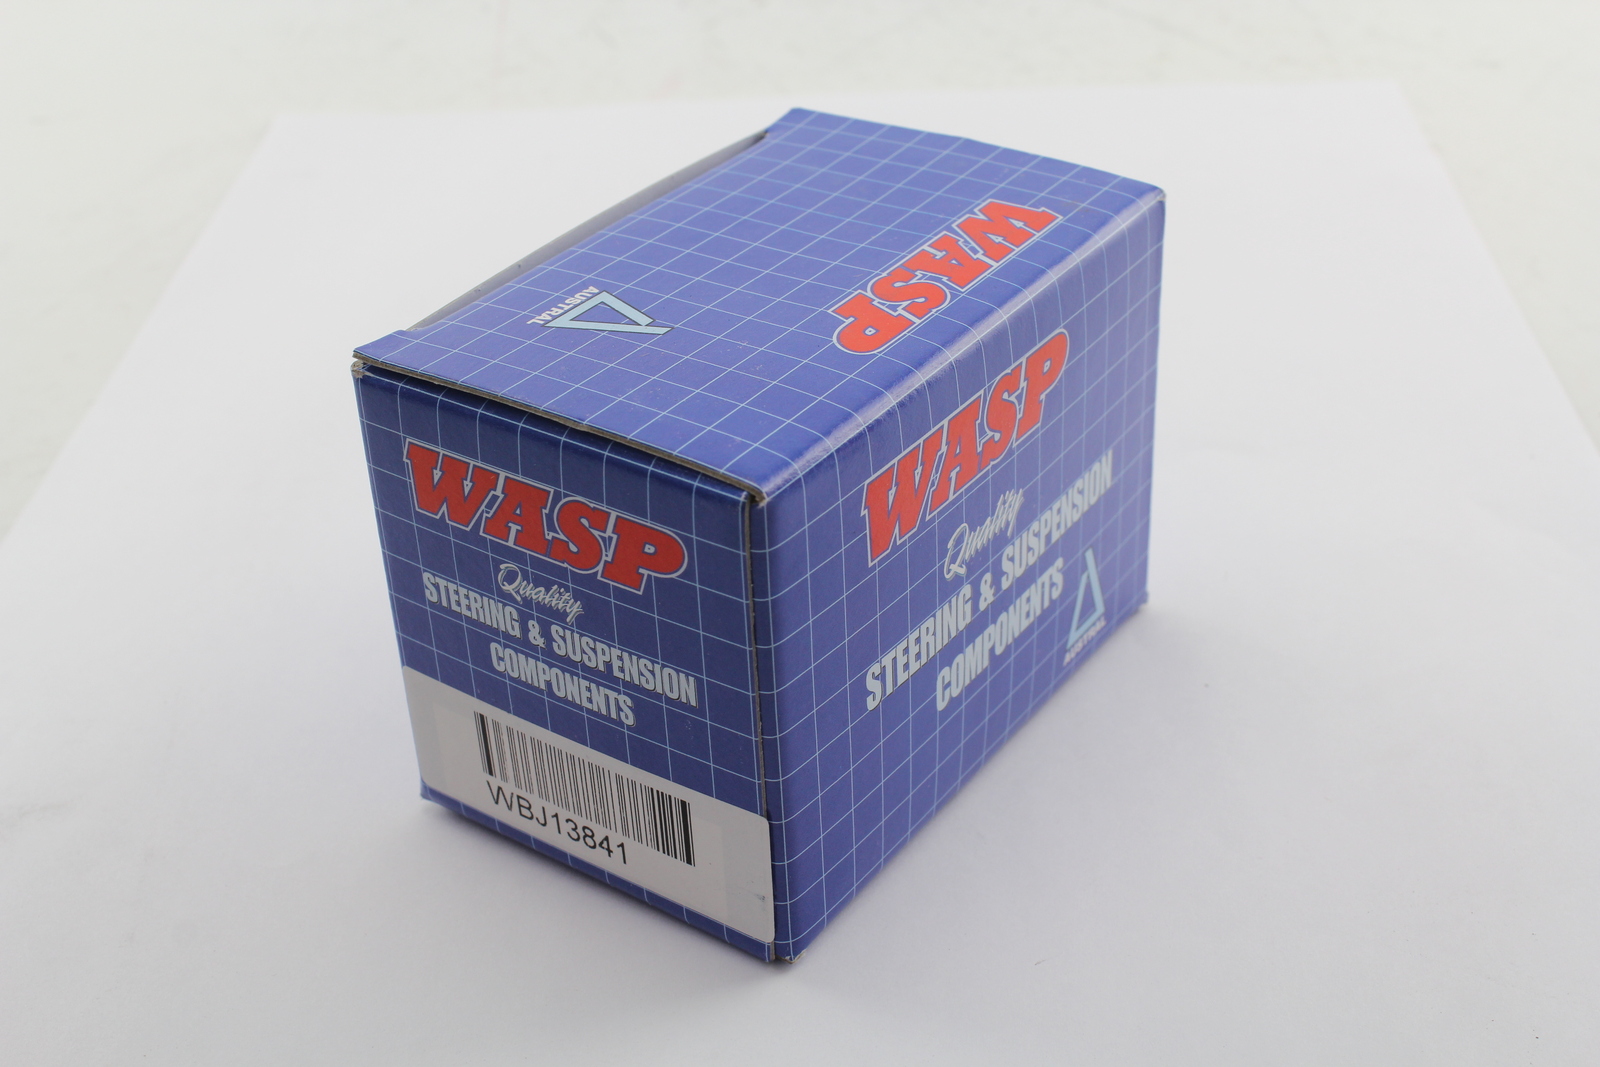 WASP
AUSTRAL
WASP
Quality
STEERING & SUSPENSION
COMPONENTS
WBJ13841
WASP
Quality
STEERING & SUSPENSION
COMPONENTS
AUSTRAL